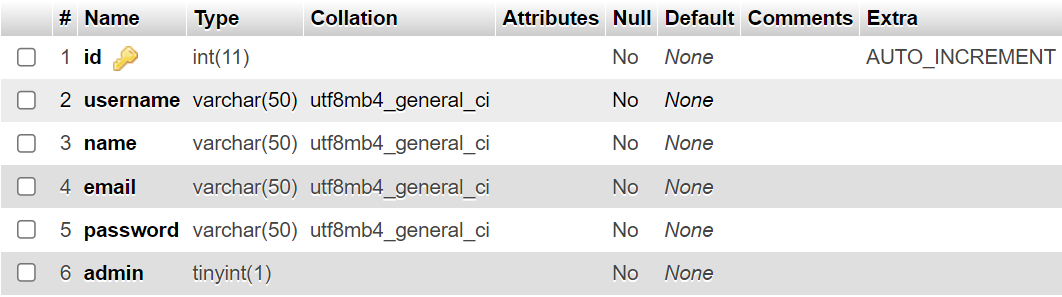 # Name Type Collation Attributes Null Default Comments Extra
1 id int(11) No None AUTO_INCREMENT
2 username varchar(50) utf8mb4_general_ci No None
3 name varchar(50) utf8mb4_general_ci No None
4 email varchar(50) utf8mb4_general_ci No None
5 password varchar(50) utf8mb4_general_ci No None
6 admin tinyint(1) No None